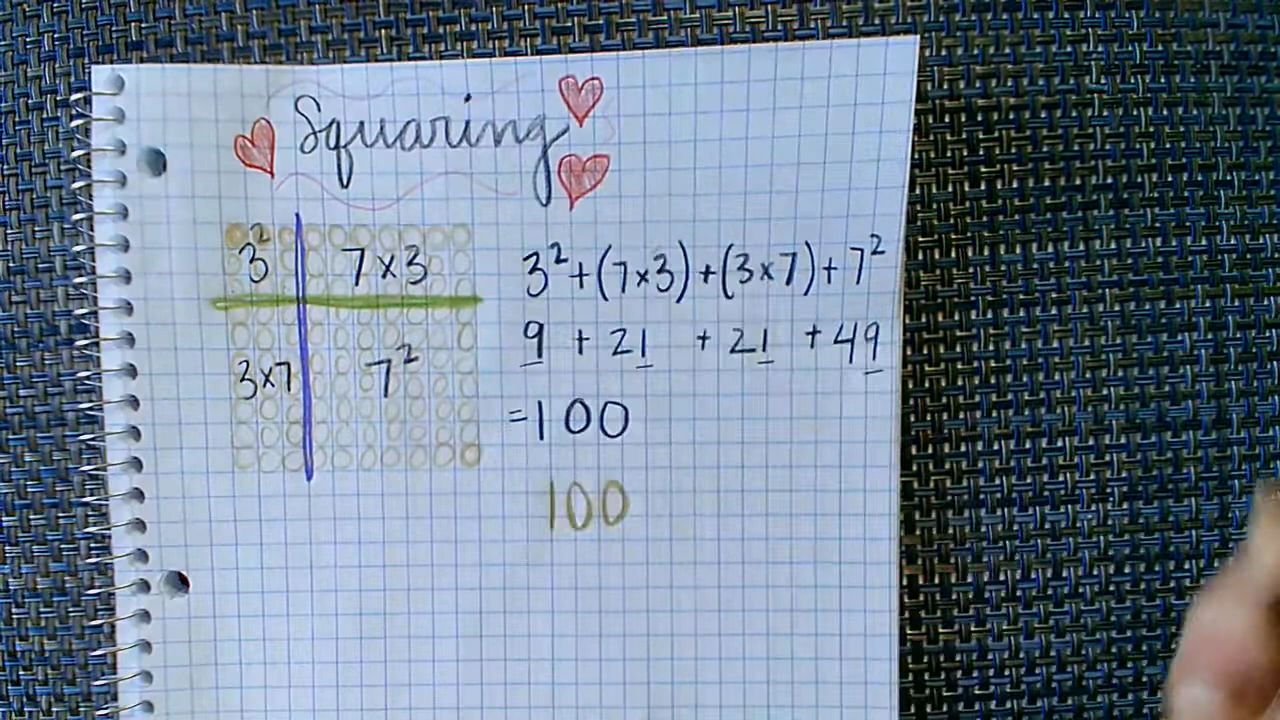 Squaring
3² 7×3
3×7 7²
3²+(7×3)+(3×7)+7²
9 + 21 + 21 + 49
=100
100